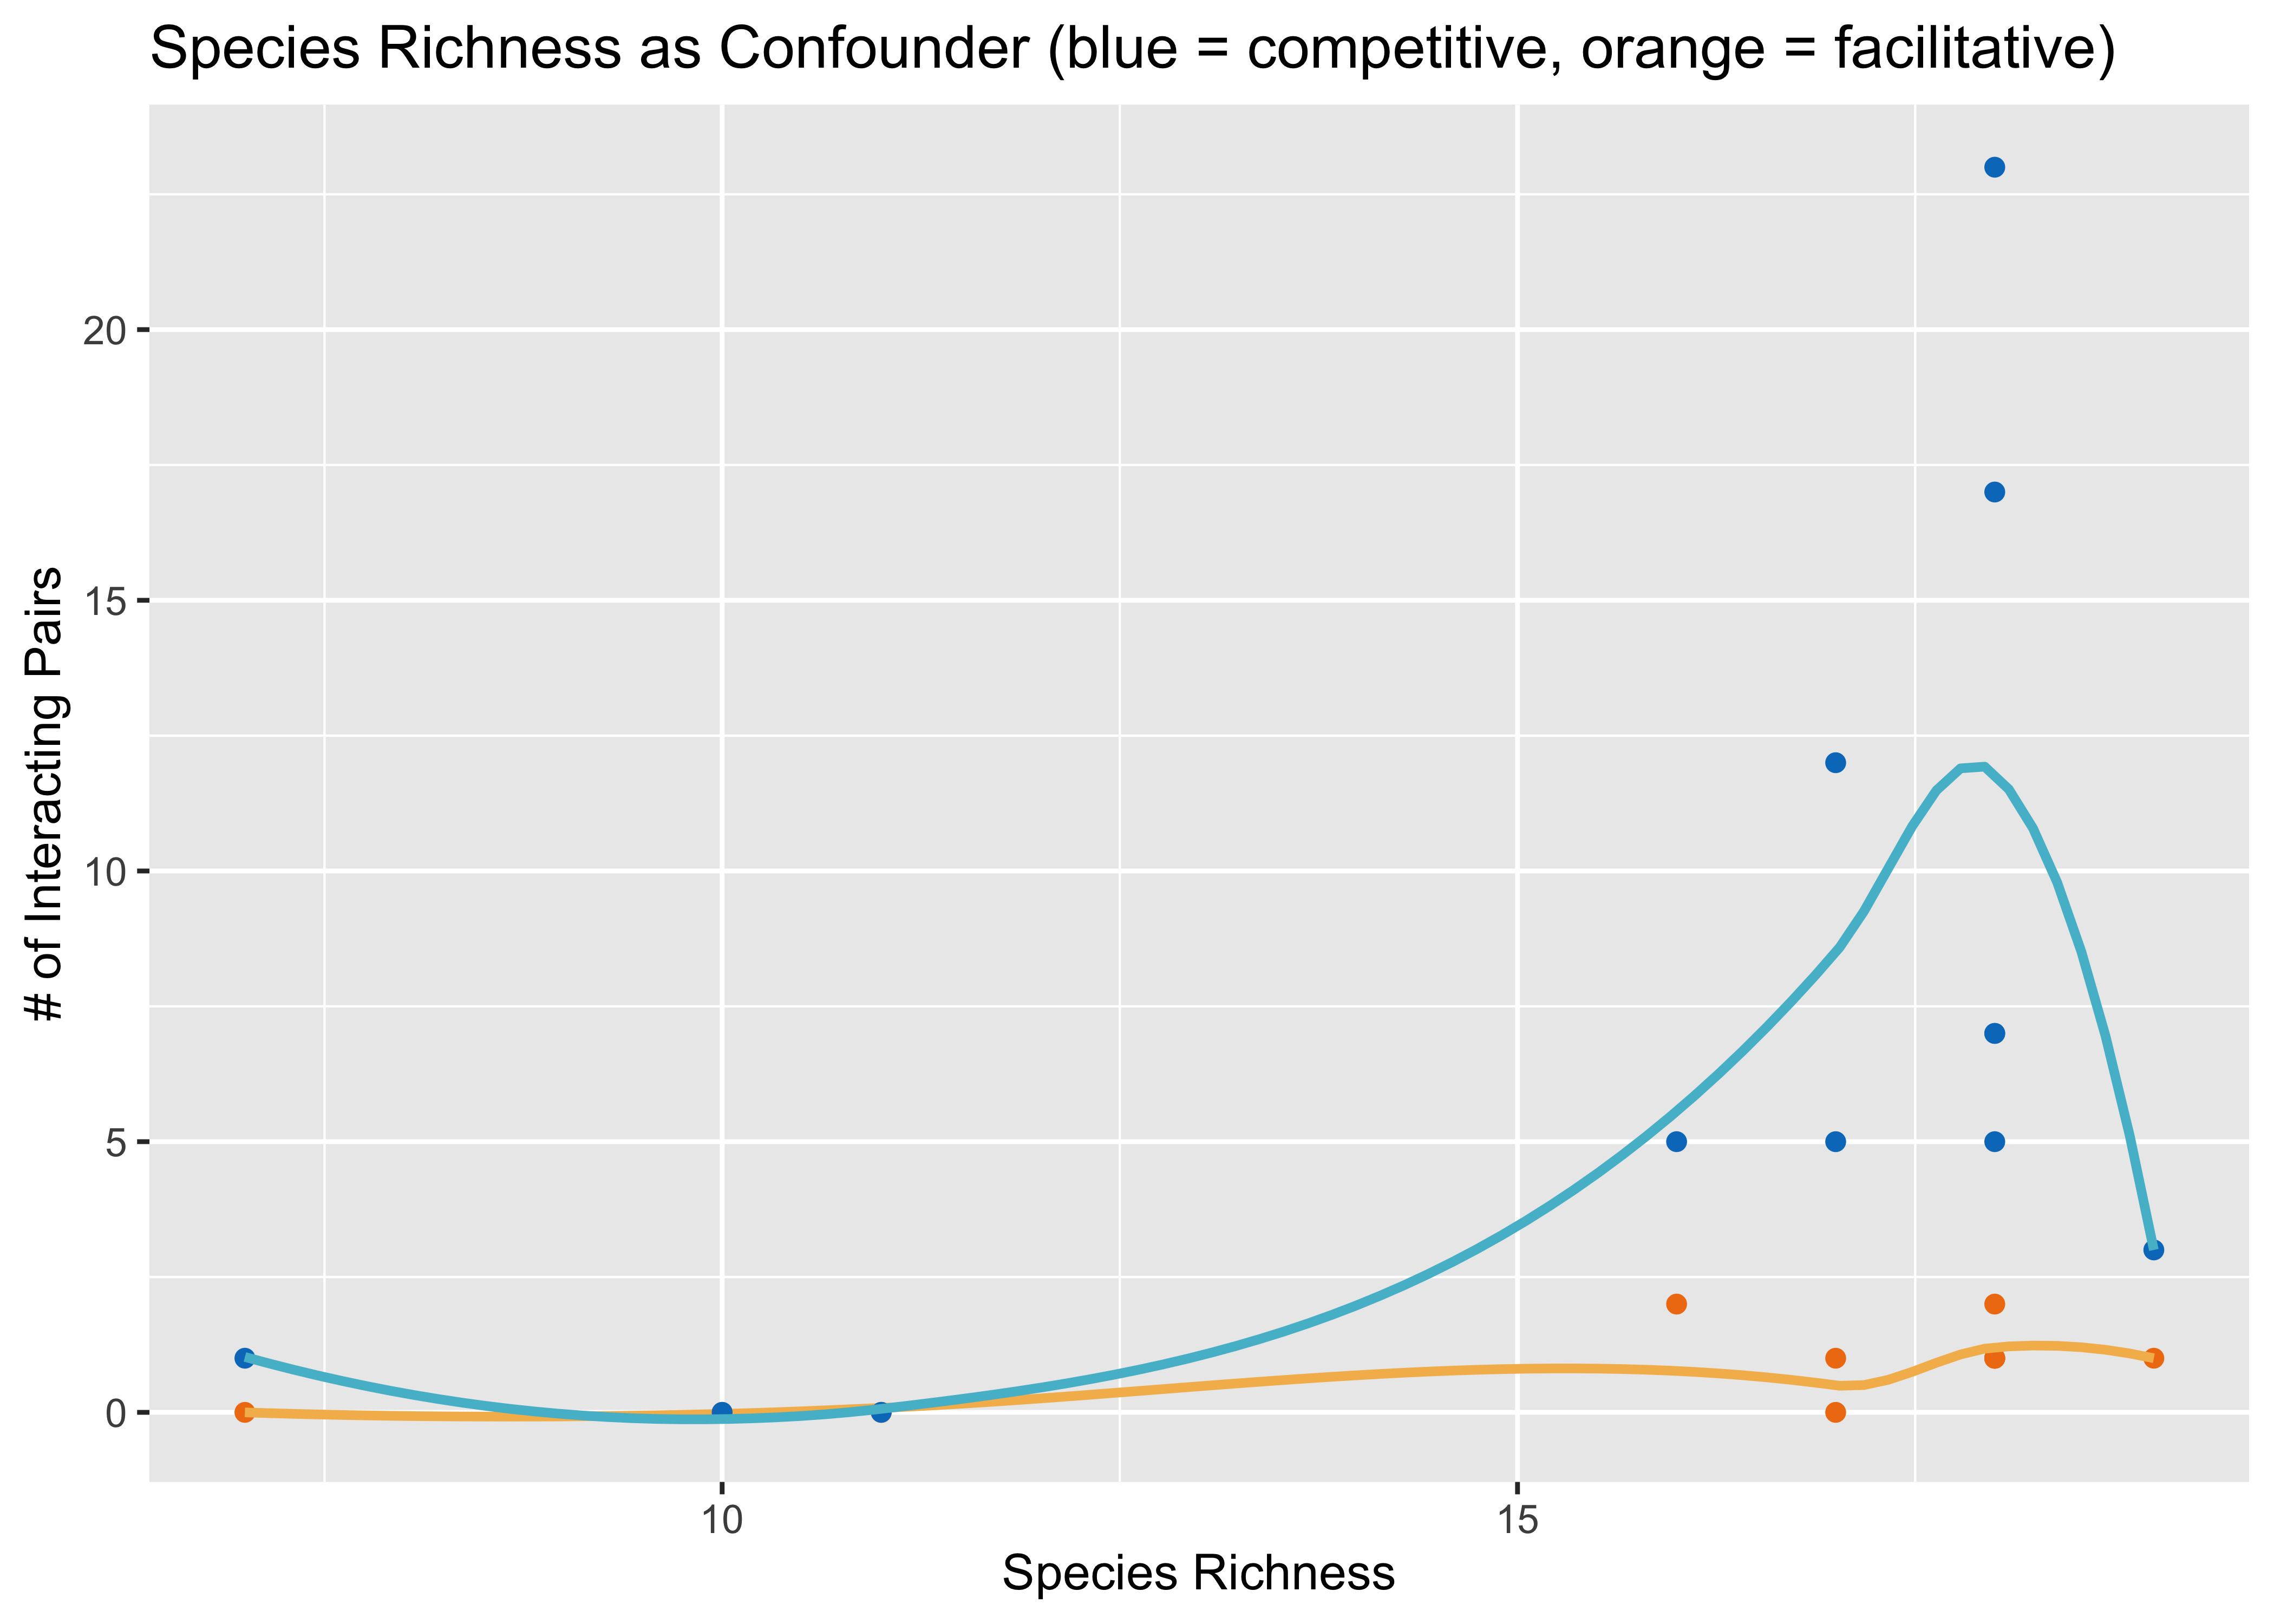 Species Richness as Confounder (blue = competitive, orange = facilitative)
# of Interacting Pairs
20
15
10
5
0
10
15
Species Richness